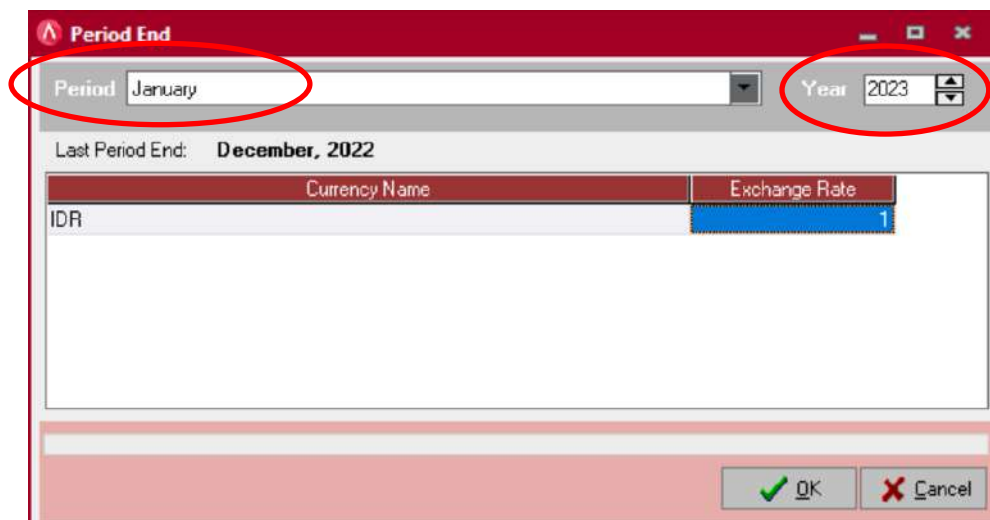 Period End
Period January Year 2023
Last Period End: December, 2022
Currency Name Exchange Rate
IDR 1
OK Cancel